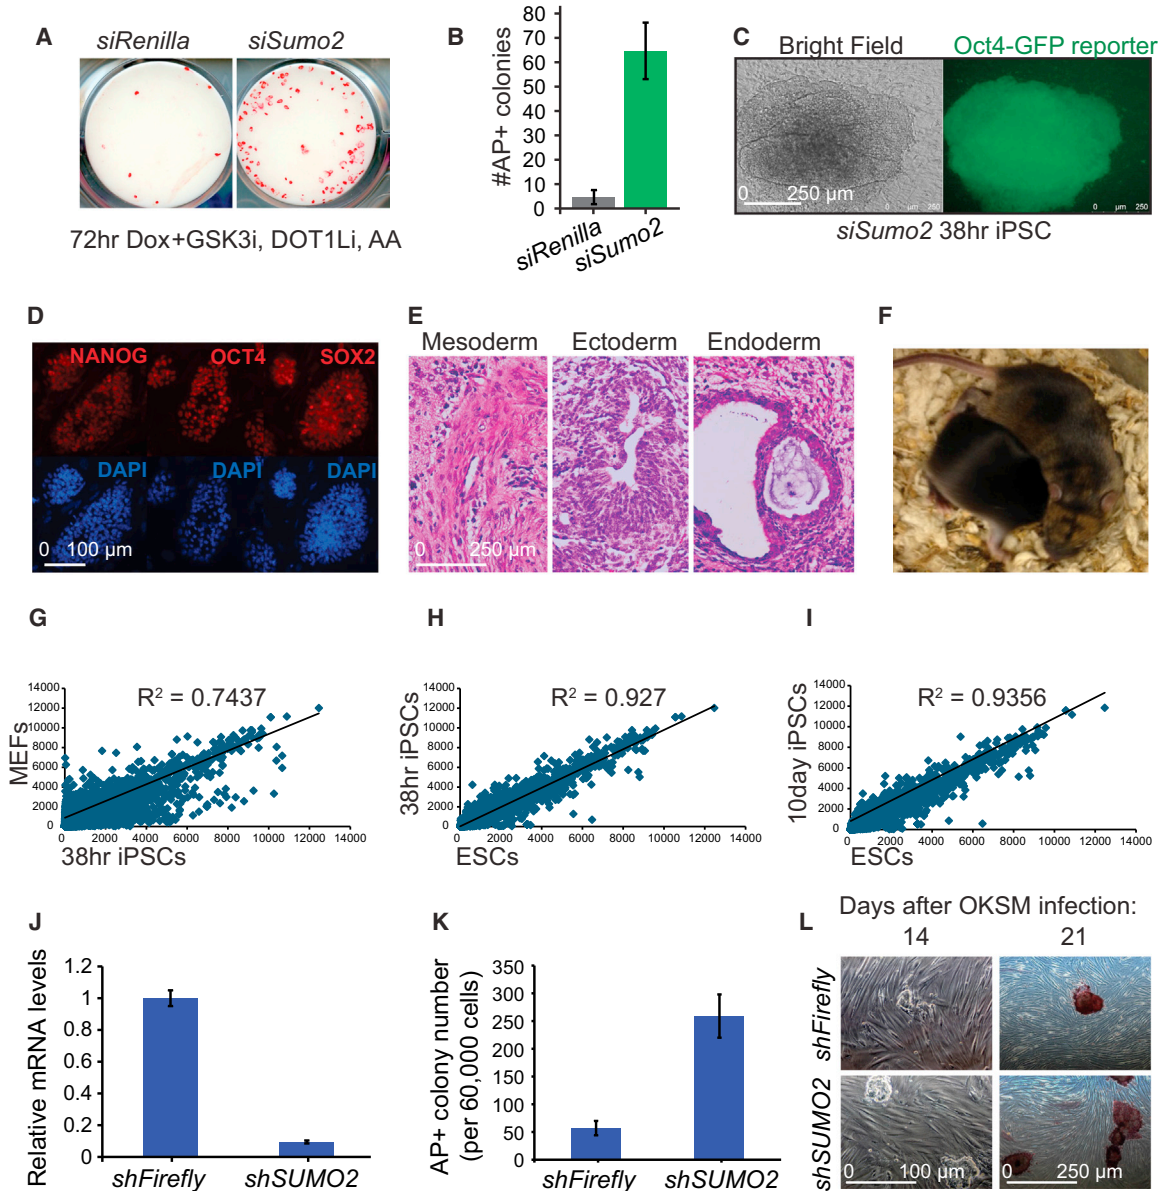 A
siRenilla
siSumo2
72hr Dox+GSK3i, DOT1Li, AA
B
#AP+ colonies
80
70
60
50
40
30
20
10
0
siRenilla
siSumo2
C
Bright Field
Oct4-GFP reporter
0 250 µm
0 µm 250
0 µm 250
siSumo2 38hr iPSC
D
NANOG
OCT4
SOX2
DAPI
DAPI
DAPI
0 100 µm
E
Mesoderm
Ectoderm
Endoderm
0 250 µm
F
G
R² = 0.7437
MEFs
14000
12000
10000
8000
6000
4000
2000
0
0 2000 4000 6000 8000 10000 12000 14000
38hr iPSCs
H
R² = 0.927
38hr iPSCs
14000
12000
10000
8000
6000
4000
2000
0
0 2000 4000 6000 8000 10000 12000 14000
ESCs
I
R² = 0.9356
10day iPSCs
14000
12000
10000
8000
6000
4000
2000
0
0 2000 4000 6000 8000 10000 12000 14000
ESCs
J
Relative mRNA levels
1.2
1
0.8
0.6
0.4
0.2
0
shFirefly
shSUMO2
K
AP+ colony number
(per 60,000 cells)
350
300
250
200
150
100
50
0
shFirefly
shSUMO2
L
Days after OKSM infection:
14
21
shFirefly
shSUMO2
0 100 µm
0 250 µm